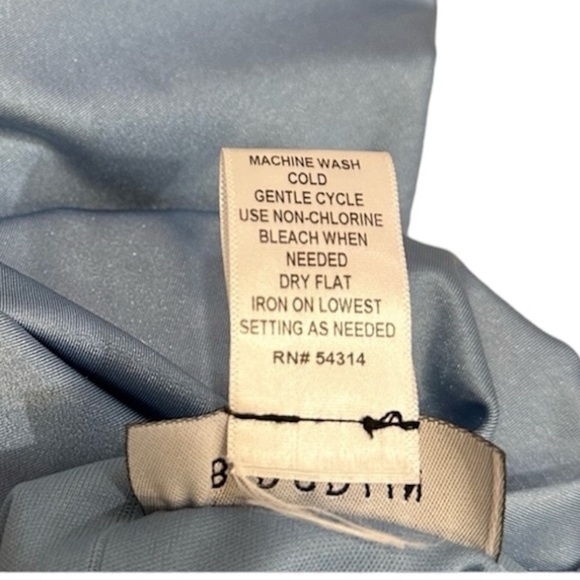 MACHINE WASH
COLD
GENTLE CYCLE
USE NON-CHLORINE
BLEACH WHEN
NEEDED
DRY FLAT
IRON ON LOWEST
SETTING AS NEEDED
RN# 54314